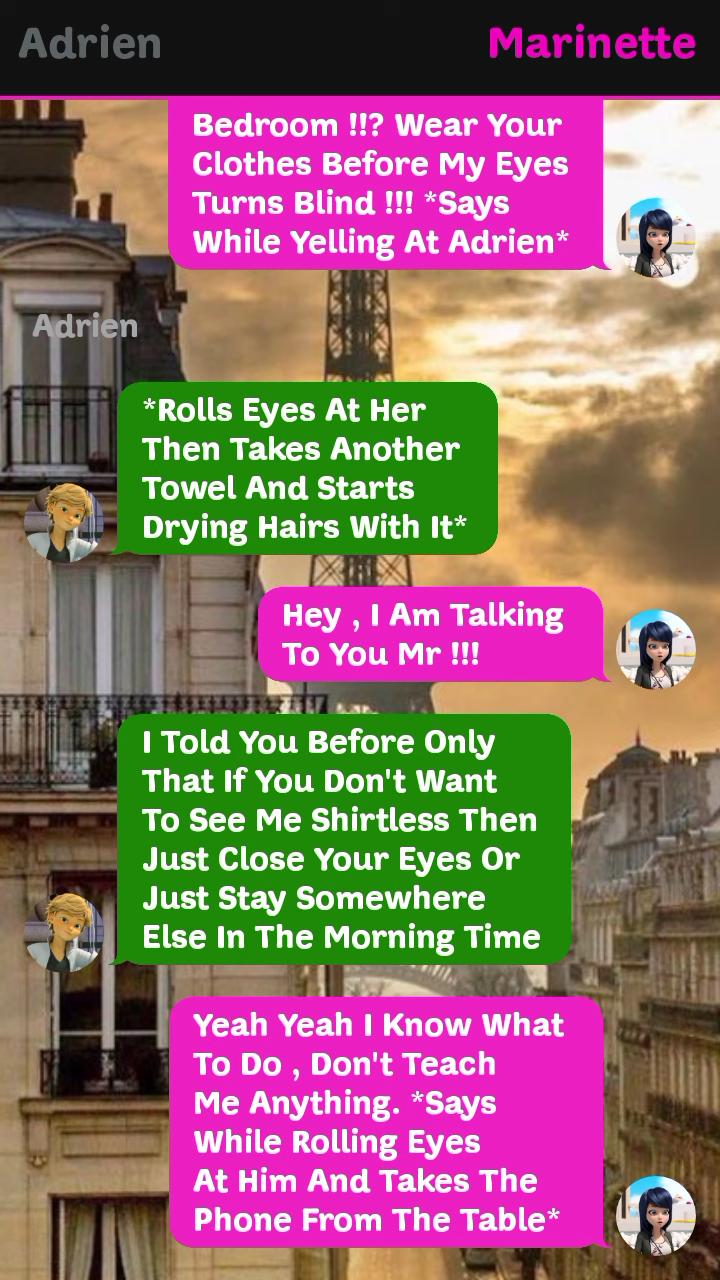 Adrien
Marinette
Bedroom !!? Wear Your
Clothes Before My Eyes
Turns Blind !!! *Says
While Yelling At Adrien*
Adrien
*Rolls Eyes At Her
Then Takes Another
Towel And Starts
Drying Hairs With It*
Hey , I Am Talking
To You Mr !!!
I Told You Before Only
That If You Don't Want
To See Me Shirtless Then
Just Close Your Eyes Or
Just Stay Somewhere
Else In The Morning Time
Yeah Yeah I Know What
To Do , Don't Teach
Me Anything. *Says
While Rolling Eyes
At Him And Takes The
Phone From The Table*